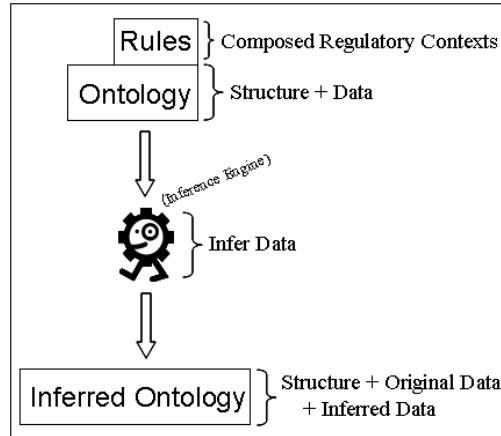 Rules
Composed Regulatory Contexts
Ontology
Structure + Data
(Inference Engine)
Infer Data
Inferred Ontology
Structure + Original Data
+ Inferred Data